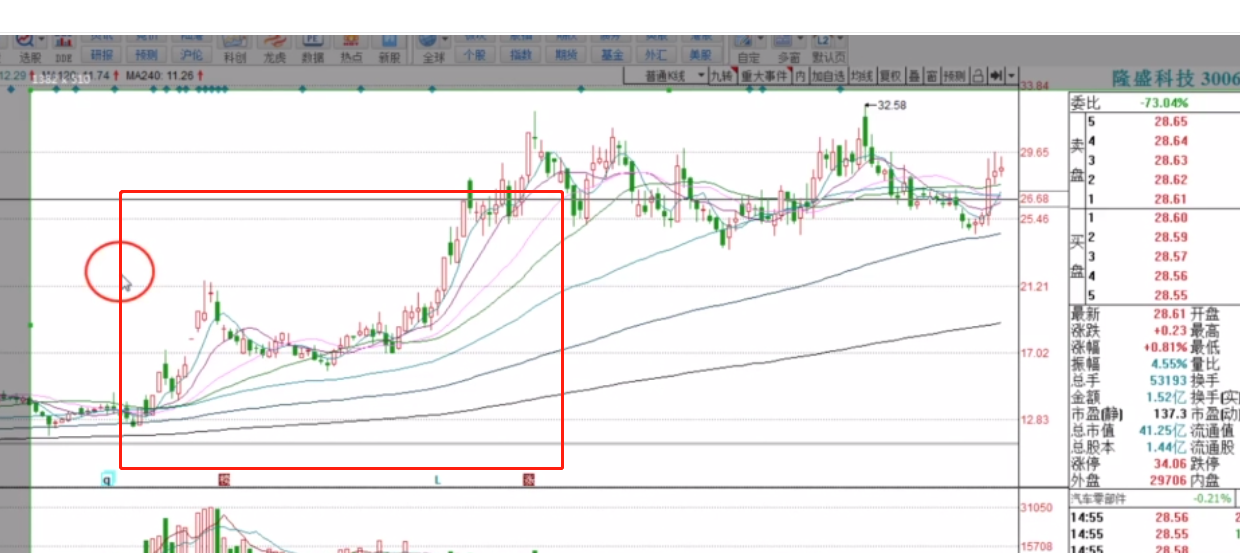 选股 DDE 研报 预测 沪伦 科创 龙虎 数据 热点 新股 全球 个股 指数 期货 基金 外汇 美股 自定 多窗 默认页
12.29↑ 11.74↑ MA240: 11.26↑
普通K线 九转 重大事件 内 加自选 均线 复权 叠 窗 预测
隆盛科技 3006
33.84
29.65
26.68
25.46
21.21
17.02
12.83
31050
15708
32.58
q
L
委比 -73.04%
卖盘
5 28.65
4 28.64
3 28.63
2 28.62
1 28.61
买盘
1 28.60
2 28.59
3 28.57
4 28.56
5 28.55
最新 28.61 开盘
涨跌 +0.23 最高
涨幅 +0.81% 最低
振幅 4.55% 量比
总手 53193 换手
金额 1.52亿 换手(实
市盈(静) 137.3 市盈(动
总市值 41.25亿 流通值
总股本 1.44亿 流通股
涨停 34.06 跌停
外盘 29706 内盘
汽车零部件 -0.21%
14:55 28.56 2
14:55 28.55 1
14:55 28.58